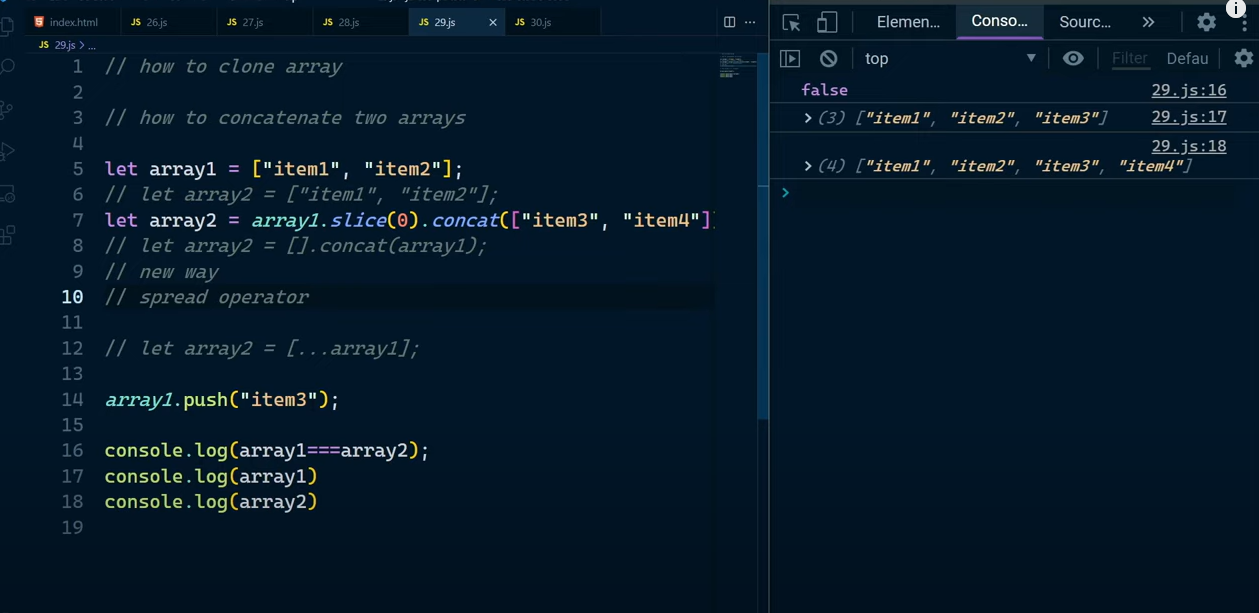 index.html
JS 26.js
JS 27.js
JS 28.js
JS 29.js
JS 30.js
JS 29.js > ...
1 // how to clone array
2
3 // how to concatenate two arrays
4
5 let array1 = ["item1", "item2"];
6 // let array2 = ["item1", "item2"];
7 let array2 = array1.slice(0).concat(["item3", "item4"]
8 // let array2 = [].concat(array1);
9 // new way
10 // spread operator
11
12 // let array2 = [...array1];
13
14 array1.push("item3");
15
16 console.log(array1===array2);
17 console.log(array1)
18 console.log(array2)
19
Elemen...
Conso...
Sourc...
top
Filter
Defau
false 29.js:16
(3) ["item1", "item2", "item3"] 29.js:17
29.js:18
(4) ["item1", "item2", "item3", "item4"]